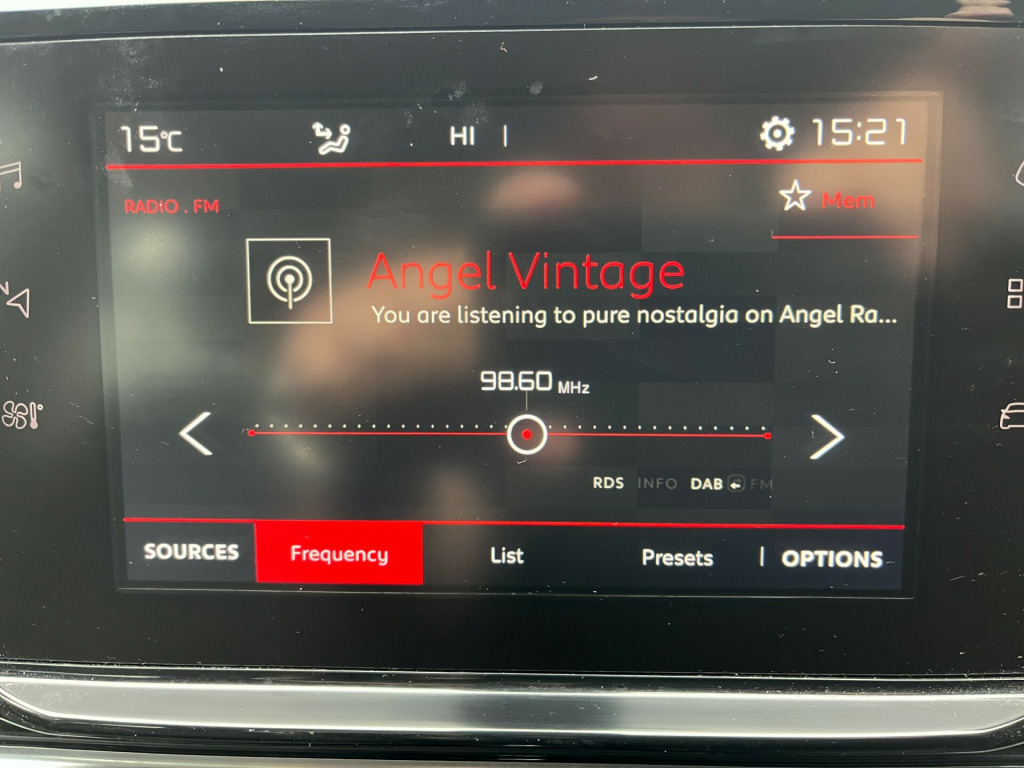 15°C HI | 15:21
RADIO . FM
Mem
Angel Vintage
You are listening to pure nostalgia on Angel Ra...
98.60 MHz
RDS INFO DAB FM
SOURCES Frequency List Presets | OPTIONS